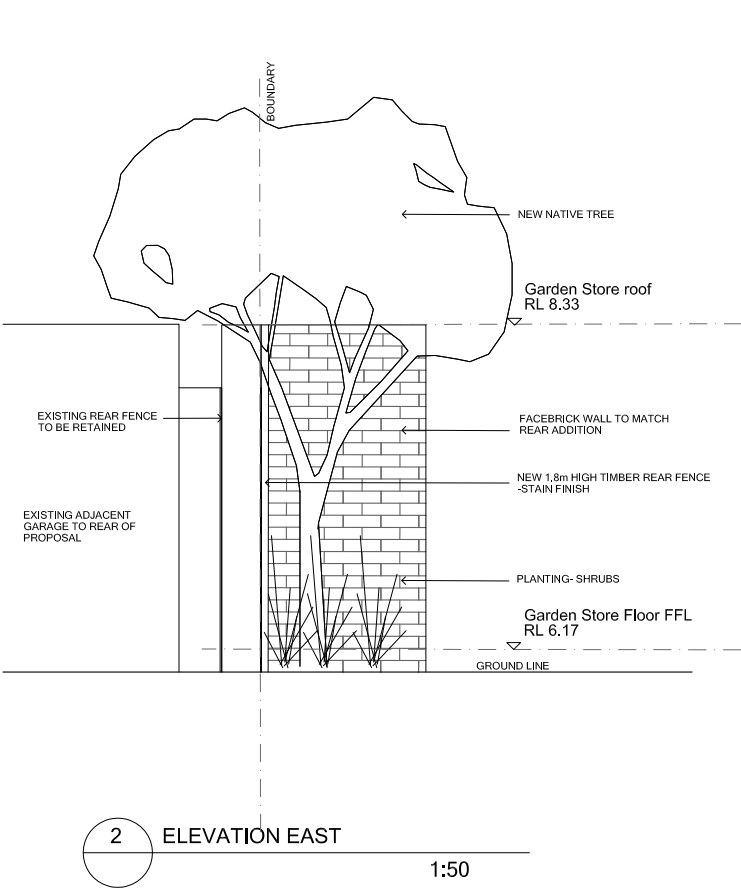 BOUNDARY
NEW NATIVE TREE
Garden Store roof
RL 8.33
EXISTING REAR FENCE
TO BE RETAINED
FACEBRICK WALL TO MATCH
REAR ADDITION
NEW 1,8m HIGH TIMBER REAR FENCE
-STAIN FINISH
EXISTING ADJACENT
GARAGE TO REAR OF
PROPOSAL
PLANTING- SHRUBS
Garden Store Floor FFL
RL 6.17
GROUND LINE
2 ELEVATION EAST
1:50